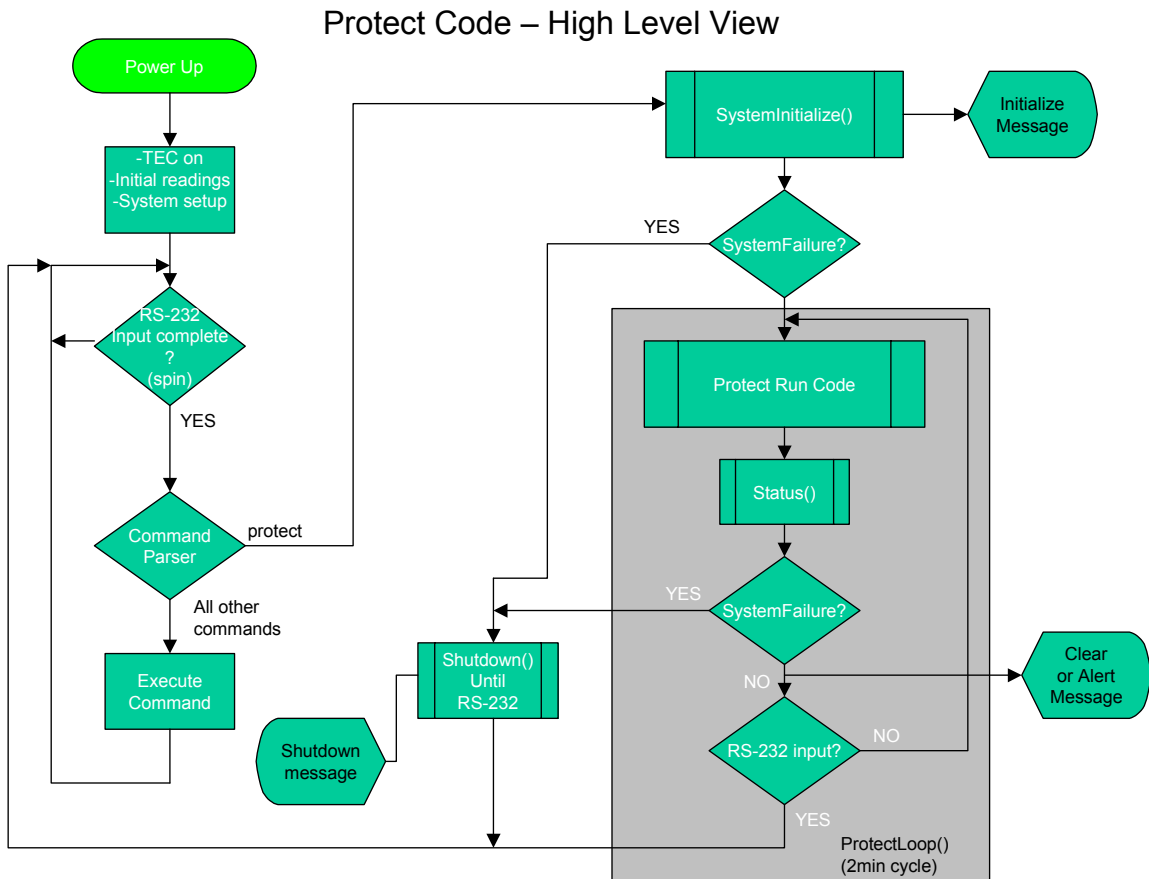 Protect Code – High Level View
Power Up
-TEC on
-Initial readings
-System setup
RS-232
Input complete
?
(spin)
YES
Command
Parser
protect
All other
commands
Execute
Command
SystemInitialize()
Initialize
Message
SystemFailure?
YES
Protect Run Code
Status()
SystemFailure?
YES
NO
Clear
or Alert
Message
Shutdown()
Until
RS-232
Shutdown
message
RS-232 input?
NO
YES
ProtectLoop()
(2min cycle)